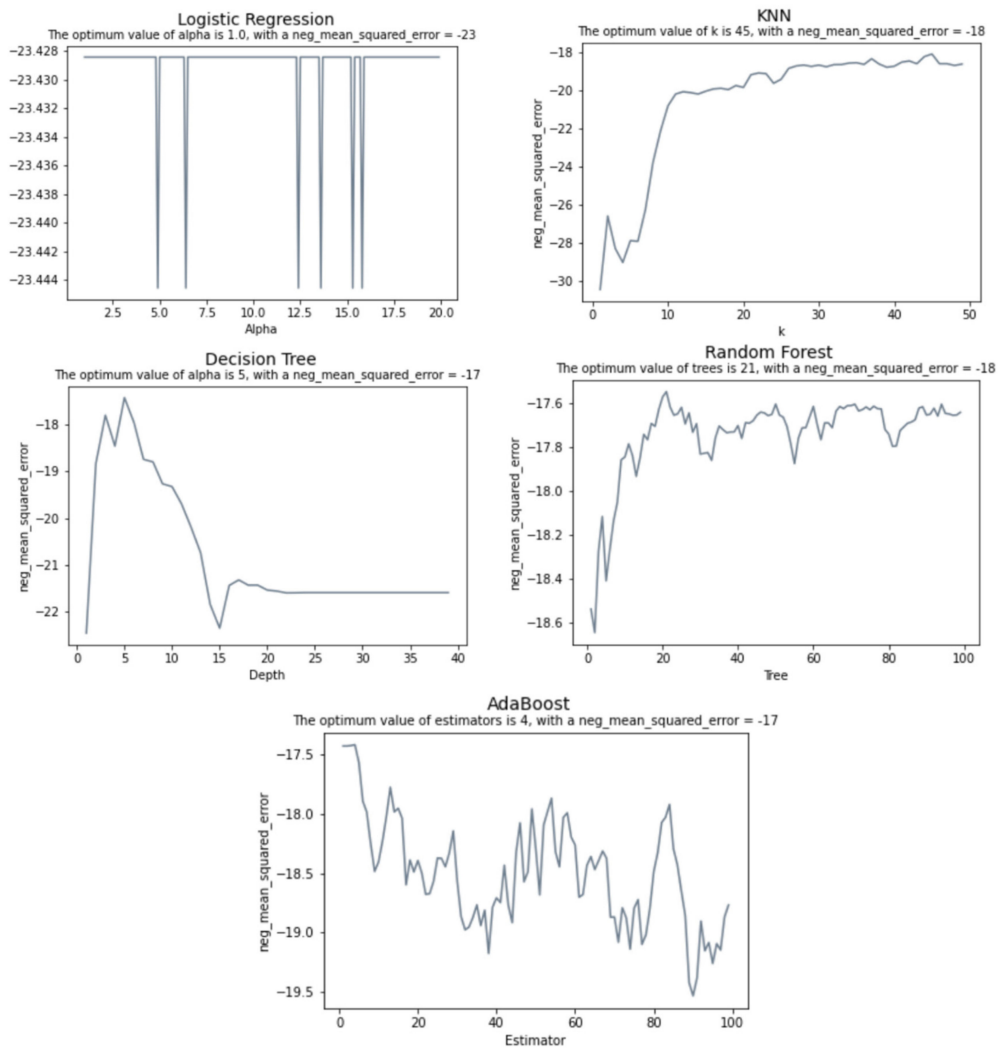 Logistic Regression
The optimum value of alpha is 1.0, with a neg_mean_squared_error = -23
−23.428
−23.430
−23.432
−23.434
−23.436
−23.438
−23.440
−23.442
−23.444
2.5 5.0 7.5 10.0 12.5 15.0 17.5 20.0
Alpha
KNN
The optimum value of k is 45, with a neg_mean_squared_error = -18
neg_mean_squared_error
−18
−20
−22
−24
−26
−28
−30
0 10 20 30 40 50
k
Decision Tree
The optimum value of alpha is 5, with a neg_mean_squared_error = -17
neg_mean_squared_error
−18
−19
−20
−21
−22
0 5 10 15 20 25 30 35 40
Depth
Random Forest
The optimum value of trees is 21, with a neg_mean_squared_error = -18
neg_mean_squared_error
−17.6
−17.8
−18.0
−18.2
−18.4
−18.6
0 20 40 60 80 100
Tree
AdaBoost
The optimum value of estimators is 4, with a neg_mean_squared_error = -17
neg_mean_squared_error
−17.5
−18.0
−18.5
−19.0
−19.5
0 20 40 60 80 100
Estimator